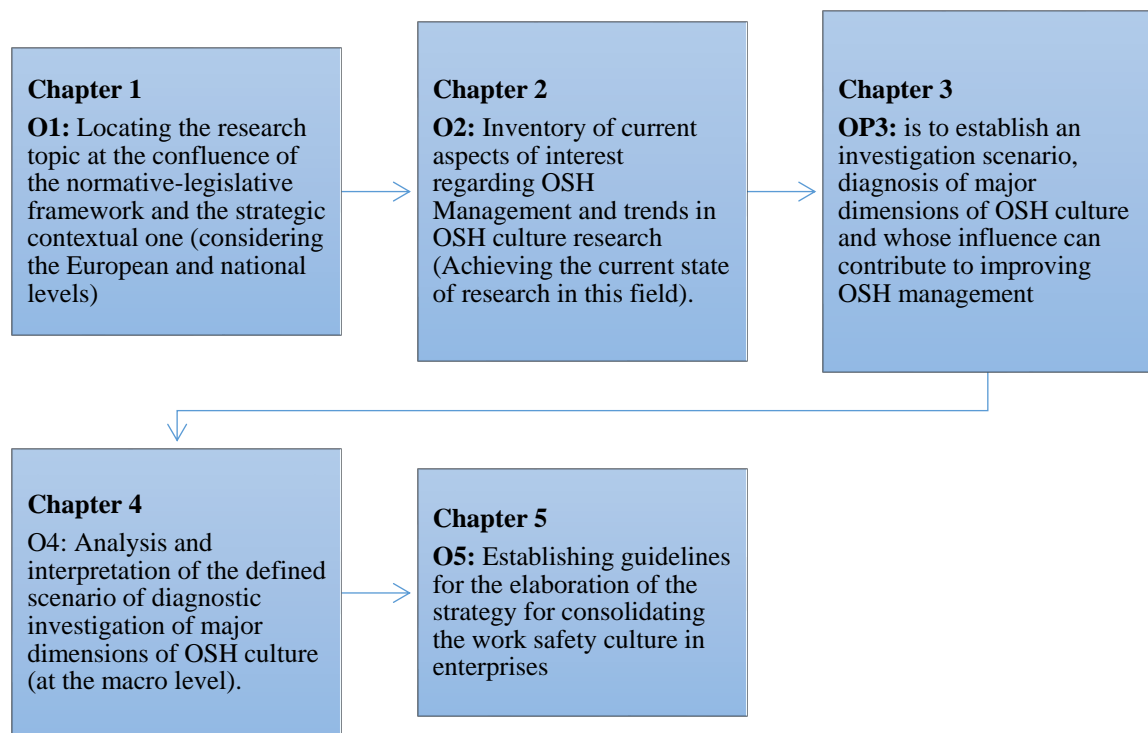 Chapter 1
O1: Locating the research
topic at the confluence of
the normative-legislative
framework and the strategic
contextual one (considering
the European and national
levels)
Chapter 2
O2: Inventory of current
aspects of interest
regarding OSH
Management and trends in
OSH culture research
(Achieving the current state
of research in this field).
Chapter 3
OP3: is to establish an
investigation scenario,
diagnosis of major
dimensions of OSH culture
and whose influence can
contribute to improving
OSH management
Chapter 4
O4: Analysis and
interpretation of the defined
scenario of diagnostic
investigation of major
dimensions of OSH culture
(at the macro level).
Chapter 5
O5: Establishing guidelines
for the elaboration of the
strategy for consolidating
the work safety culture in
enterprises